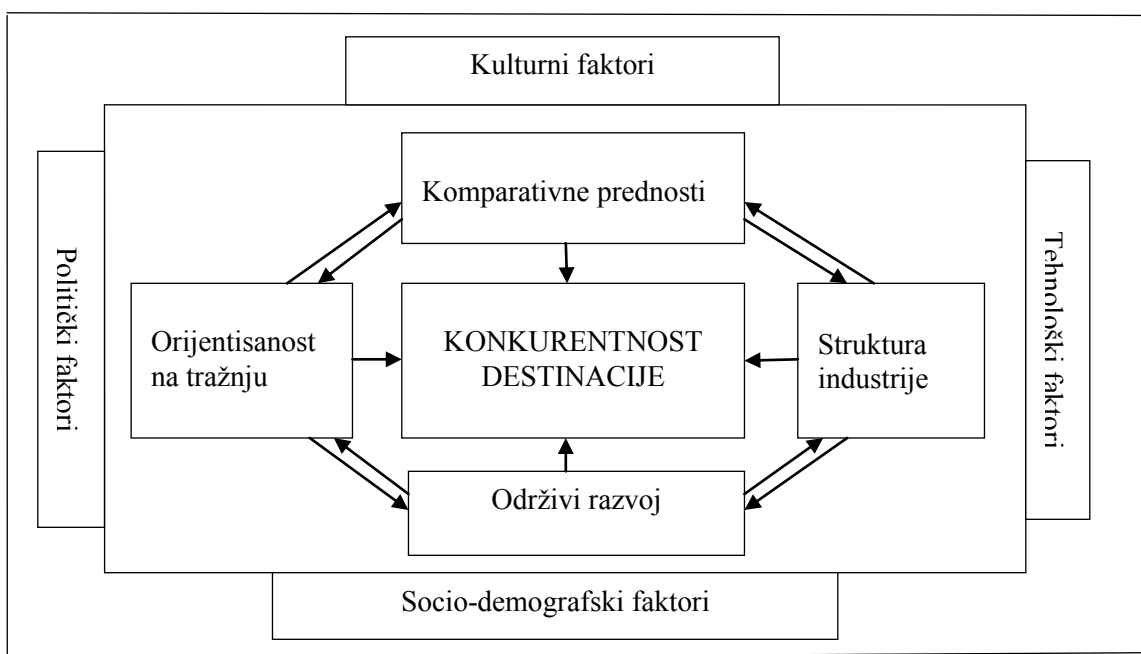 Kulturni faktori
Komparativne prednosti
Politički faktori
Tehnološki faktori
Orijentisanost
na tražnju
KONKURENTNOST
DESTINACIJE
Struktura
industrije
Održivi razvoj
Socio-demografski faktori